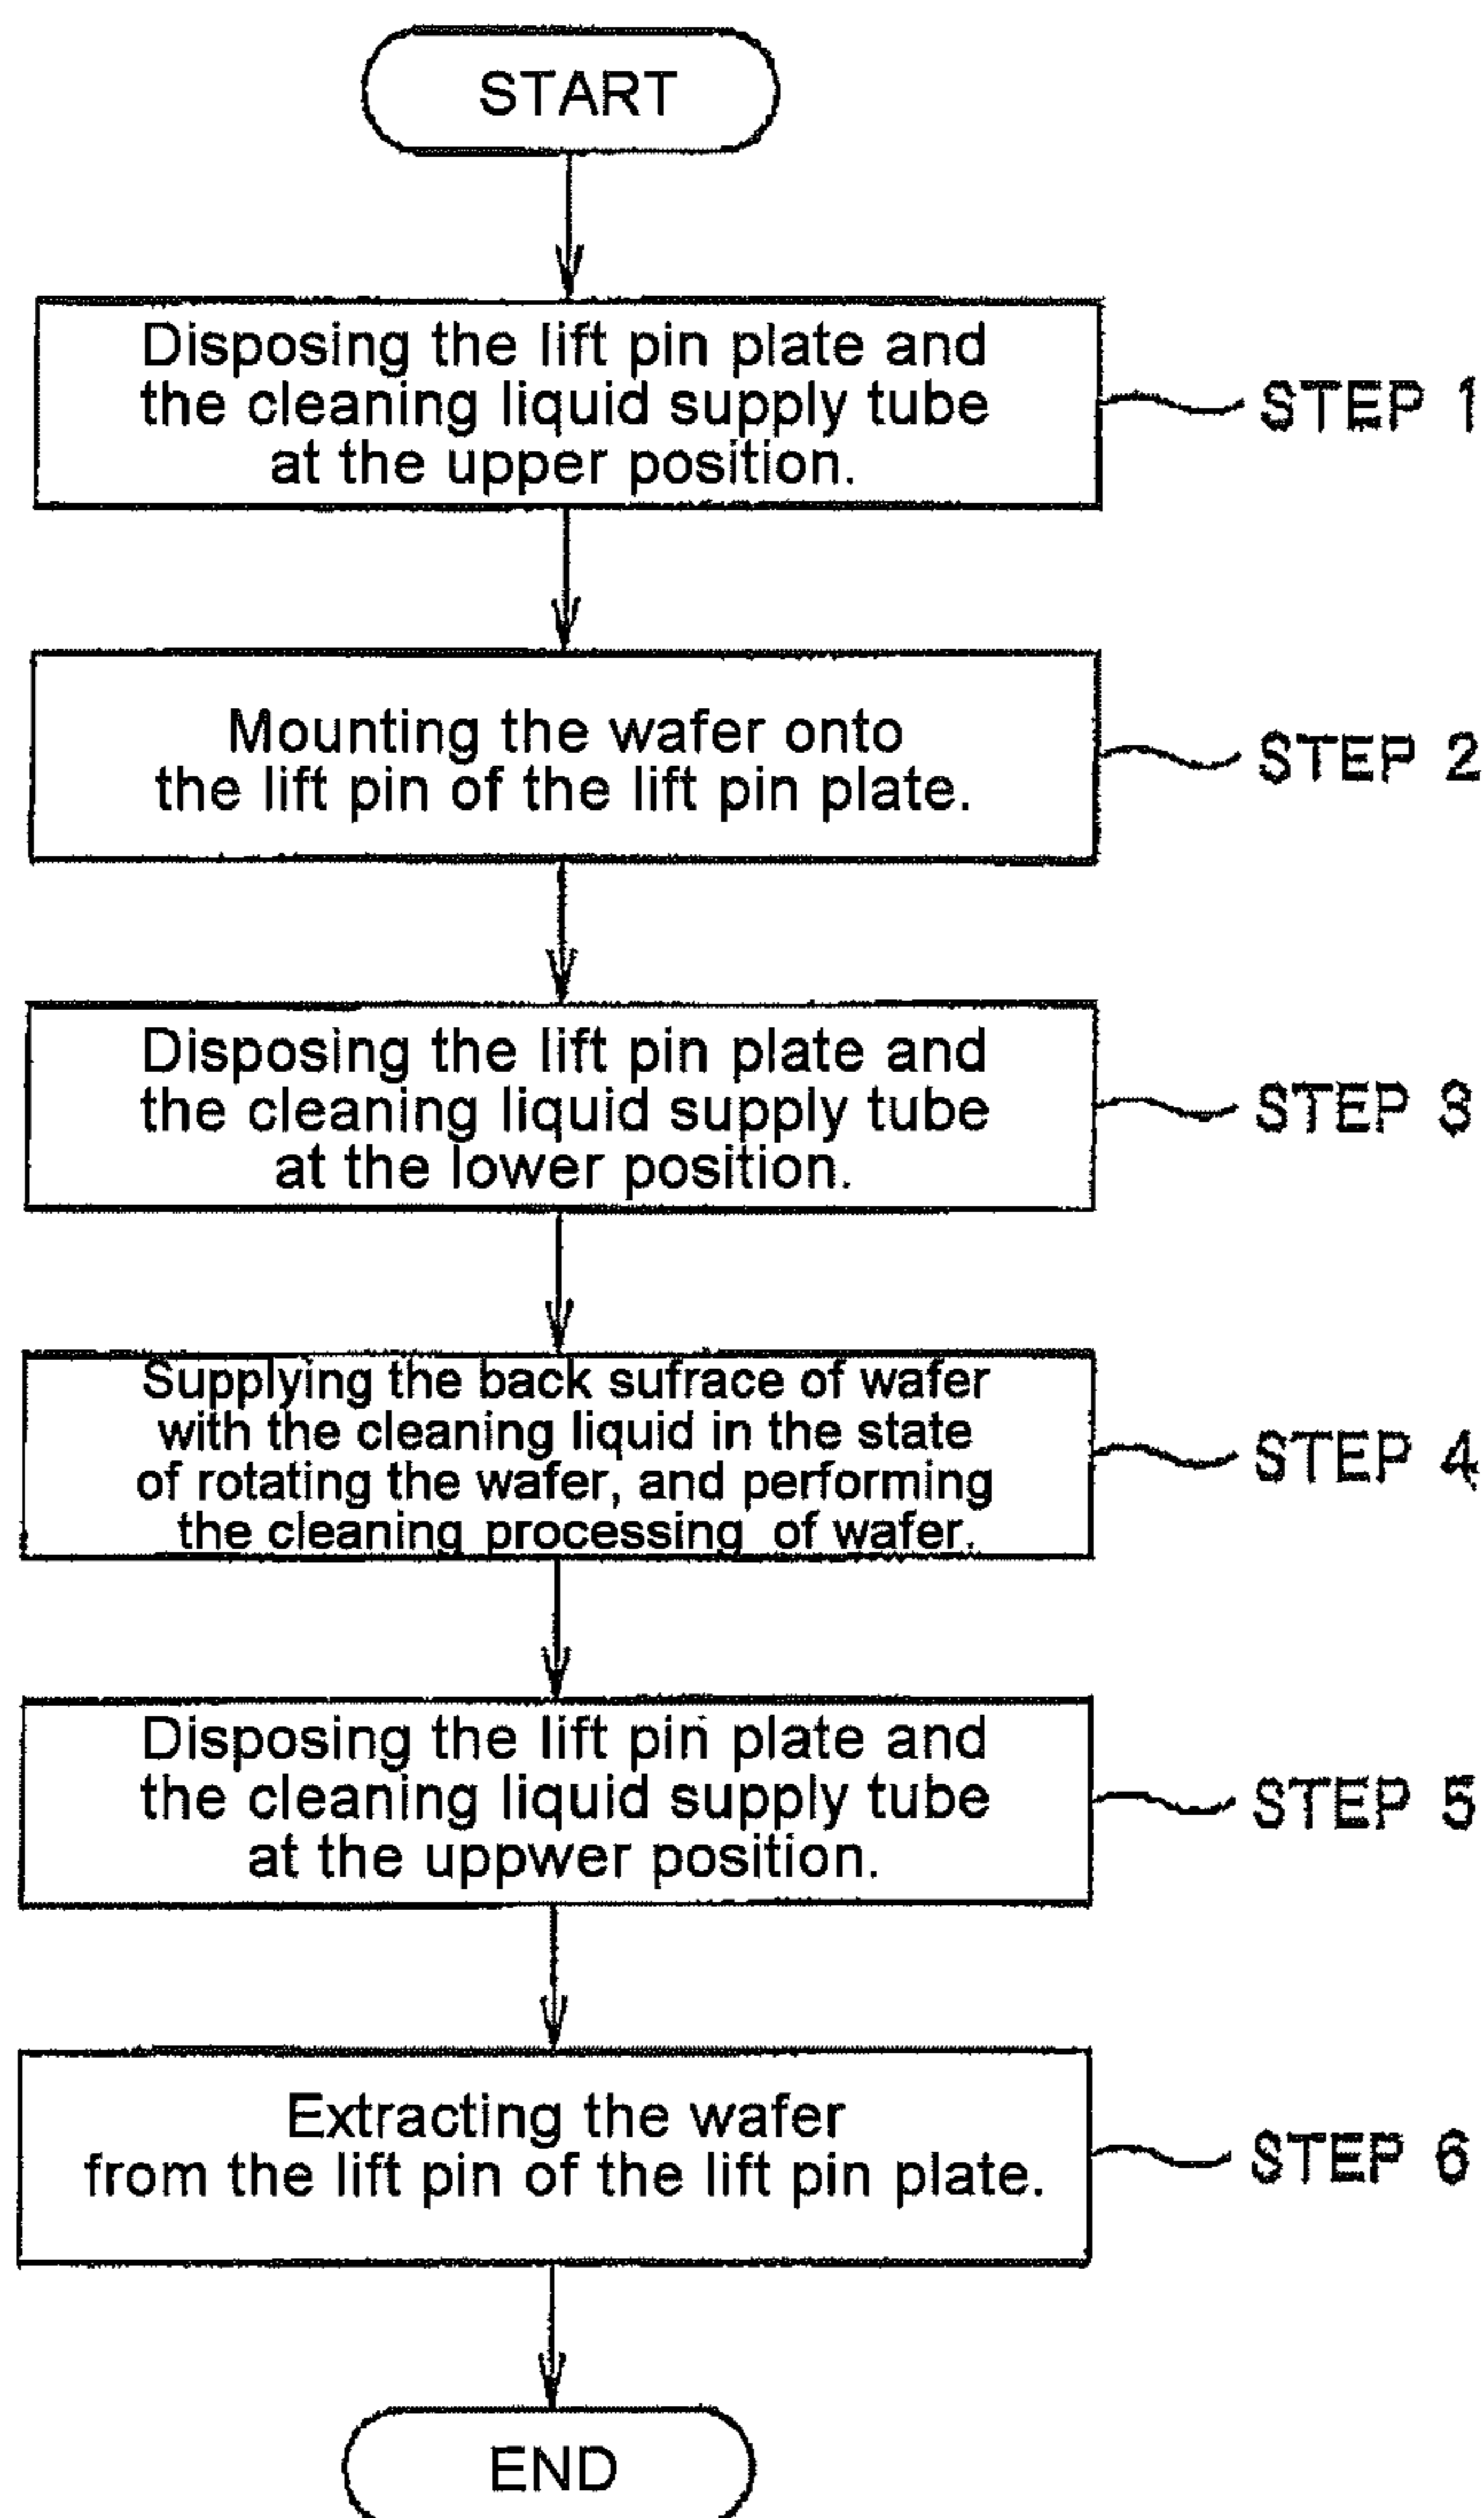 START
Disposing the lift pin plate and
the cleaning liquid supply tube
at the upper position.
STEP 1
Mounting the wafer onto
the lift pin of the lift pin plate.
STEP 2
Disposing the lift pin plate and
the cleaning liquid supply tube
at the lower position.
STEP 3
Supplying the back sufrace of wafer
with the cleaning liquid in the state
of rotating the wafer, and performing
the cleaning processing of wafer.
STEP 4
Disposing the lift pin plate and
the cleaning liquid supply tube
at the uppwer position.
STEP 5
Extracting the wafer
from the lift pin of the lift pin plate.
STEP 6
END